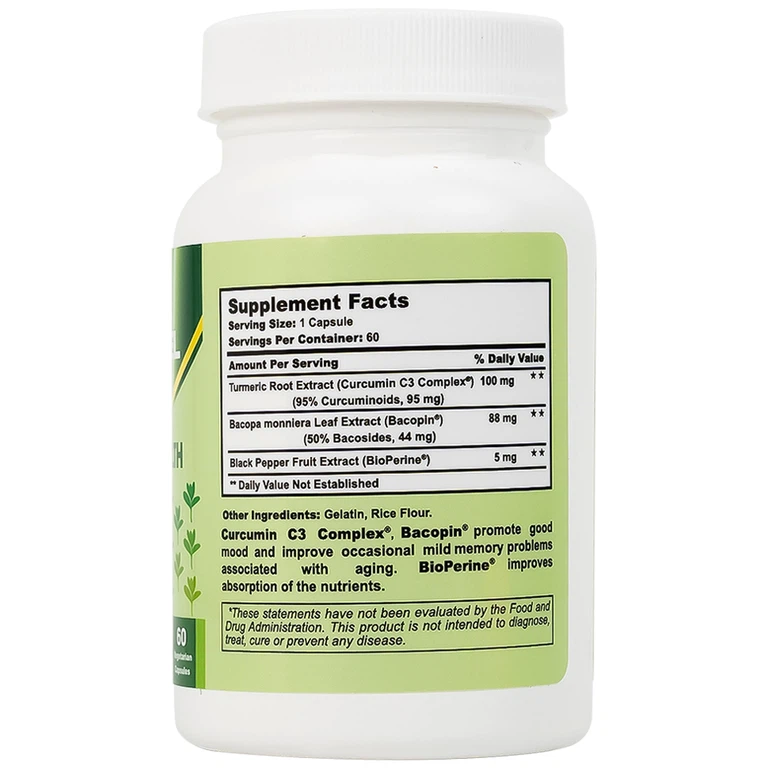 Supplement Facts
Serving Size: 1 Capsule
Servings Per Container: 60
Amount Per Serving % Daily Value
Turmeric Root Extract (Curcumin C3 Complex®) 100 mg **
(95% Curcuminoids, 95 mg)
Bacopa monniera Leaf Extract (Bacopin®) 88 mg **
(50% Bacosides, 44 mg)
Black Pepper Fruit Extract (BioPerine®) 5 mg **
** Daily Value Not Established
Other Ingredients: Gelatin, Rice Flour.
Curcumin C3 Complex®, Bacopin® promote good
mood and improve occasional mild memory problems
associated with aging. BioPerine® improves
absorption of the nutrients.
*These statements have not been evaluated by the Food and
Drug Administration. This product is not intended to diagnose,
treat, cure or prevent any disease.
60
Vegetarian
Capsules